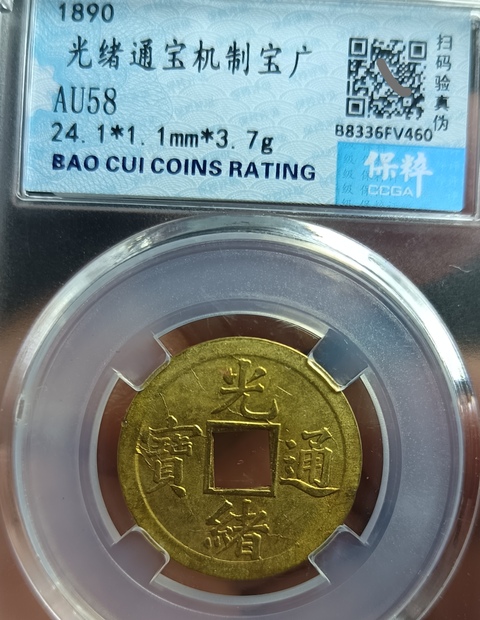 1890
光绪通宝机制宝广
AU58
24.1*1.1mm*3.7g
BAO CUI COINS RATING
扫码验真伪
B8336FV460
保粹
CCGA
光
緒
通
寶